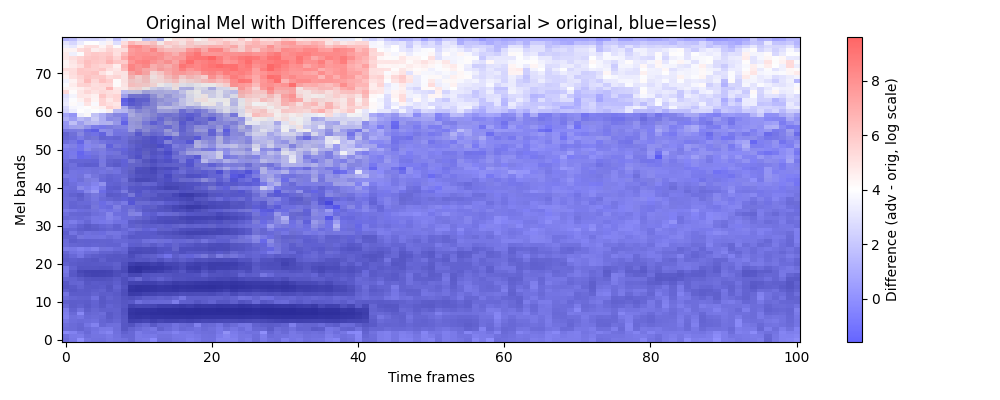 Original Mel with Differences (red=adversarial > original, blue=less)
Mel bands
70
60
50
40
30
20
10
0
0 20 40 60 80 100
Time frames
8
6
4
2
0
Difference (adv - orig, log scale)